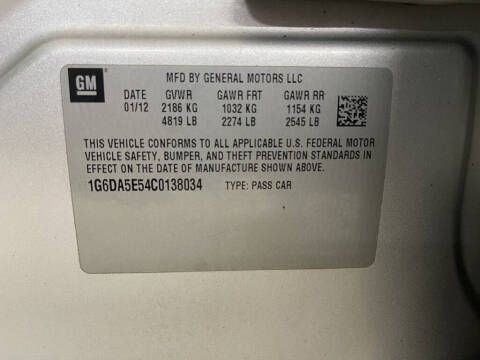 GM
MFD BY GENERAL MOTORS LLC
DATE GVWR GAWR FRT GAWR RR
01/12 2186 KG 1032 KG 1154 KG
4819 LB 2274 LB 2545 LB
THIS VEHICLE CONFORMS TO ALL APPLICABLE U.S. FEDERAL MOTOR
VEHICLE SAFETY, BUMPER, AND THEFT PREVENTION STANDARDS IN
EFFECT ON THE DATE OF MANUFACTURE SHOWN ABOVE.
1G6DA5E54C0138034 TYPE: PASS CAR